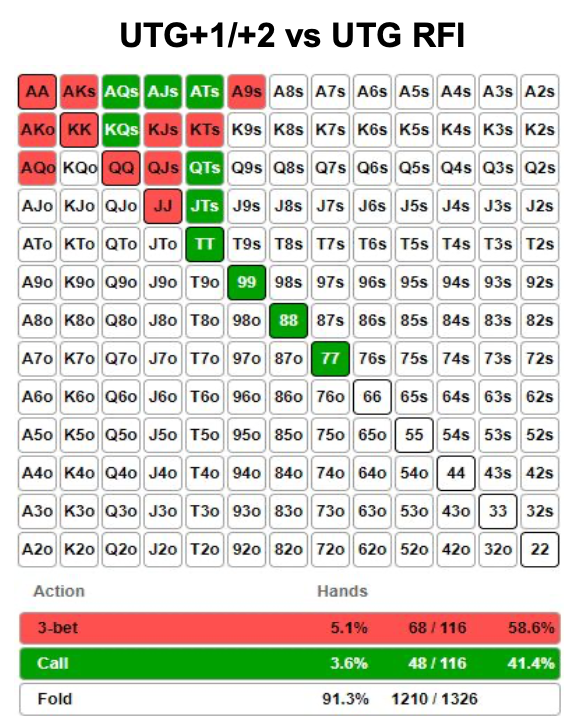 UTG+1/+2 vs UTG RFI
AA AKs AQs AJs ATs A9s A8s A7s A6s A5s A4s A3s A2s
AKo KK KQs KJs KTs K9s K8s K7s K6s K5s K4s K3s K2s
AQo KQo QQ QJs QTs Q9s Q8s Q7s Q6s Q5s Q4s Q3s Q2s
AJo KJo QJo JJ JTs J9s J8s J7s J6s J5s J4s J3s J2s
ATo KTo QTo JTo TT T9s T8s T7s T6s T5s T4s T3s T2s
A9o K9o Q9o J9o T9o 99 98s 97s 96s 95s 94s 93s 92s
A8o K8o Q8o J8o T8o 98o 88 87s 86s 85s 84s 83s 82s
A7o K7o Q7o J7o T7o 97o 87o 77 76s 75s 74s 73s 72s
A6o K6o Q6o J6o T6o 96o 86o 76o 66 65s 64s 63s 62s
A5o K5o Q5o J5o T5o 95o 85o 75o 65o 55 54s 53s 52s
A4o K4o Q4o J4o T4o 94o 84o 74o 64o 54o 44 43s 42s
A3o K3o Q3o J3o T3o 93o 83o 73o 63o 53o 43o 33 32s
A2o K2o Q2o J2o T2o 92o 82o 72o 62o 52o 42o 32o 22
Action Hands
3-bet 5.1% 68 / 116 58.6%
Call 3.6% 48 / 116 41.4%
Fold 91.3% 1210 / 1326